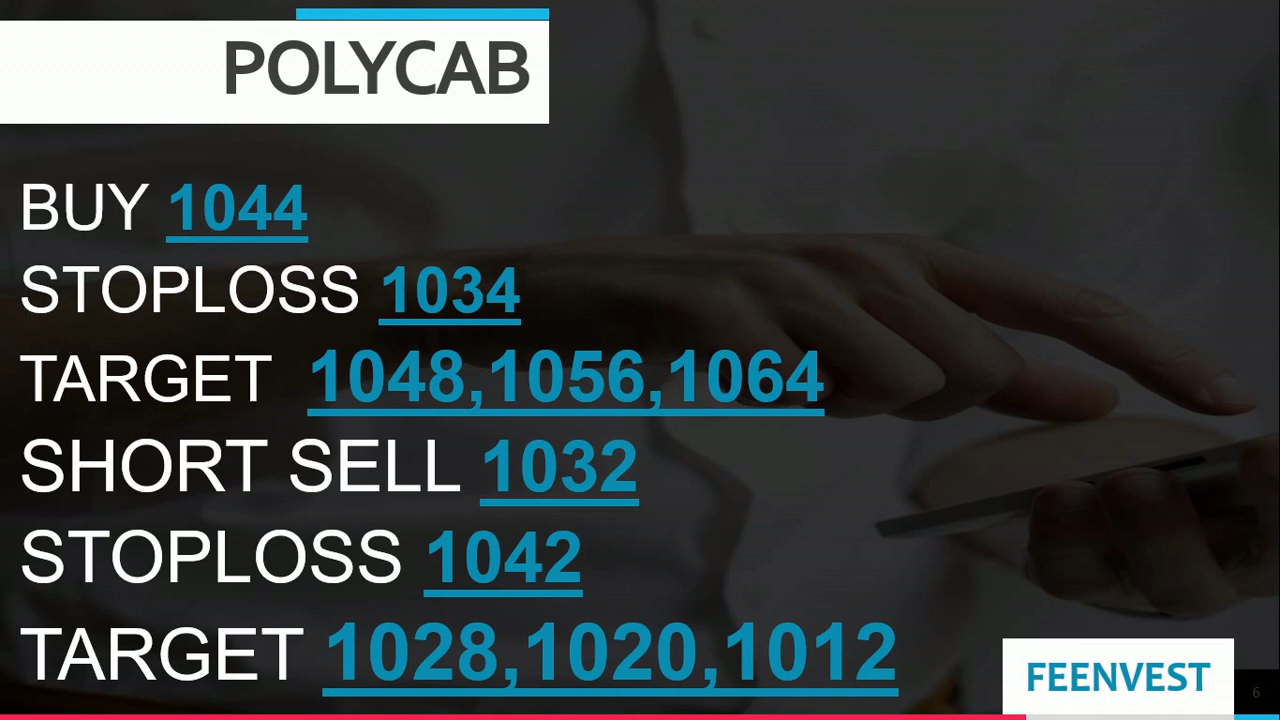 POLYCAB
BUY 1044
STOPLOSS 1034
TARGET 1048,1056,1064
SHORT SELL 1032
STOPLOSS 1042
TARGET 1028,1020,1012
FEENVEST
6